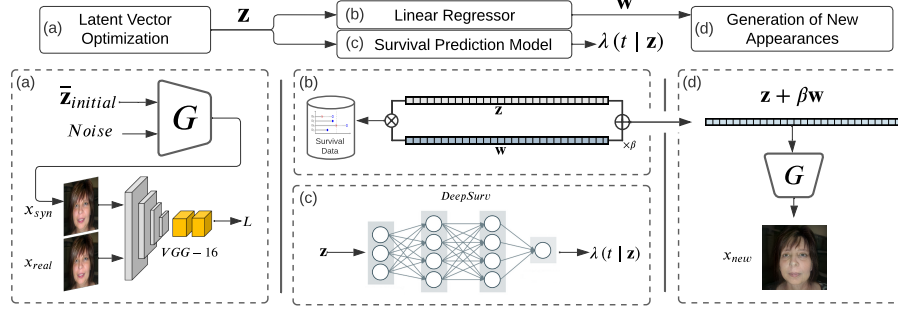 (a) Latent Vector Optimization
z
(b) Linear Regressor
w
(c) Survival Prediction Model
λ(t | z)
(d) Generation of New Appearances
(a)
z̅initial
Noise
G
xsyn
xreal
VGG − 16
L
(b)
Survival
Data
z
w
×β
(c)
DeepSurv
z
λ(t | z)
(d)
z + βw
G
xnew